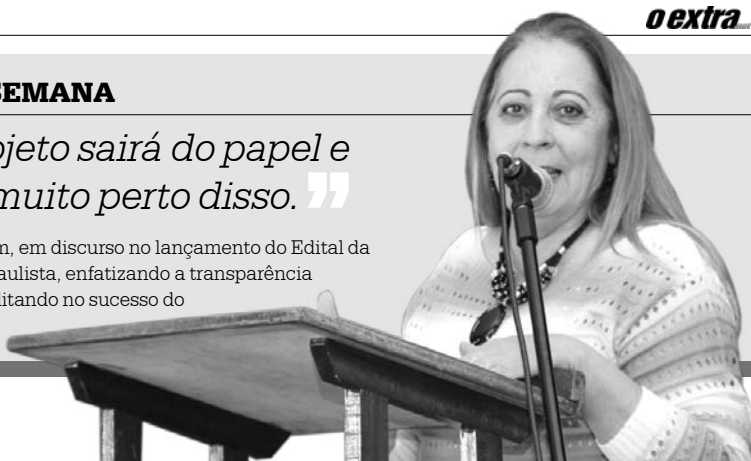 o extra
SEMANA
ojeto sairá do papel e
muito perto disso. ”
m, em discurso no lançamento do Edital da
aulista, enfatizando a transparência
ditando no sucesso do